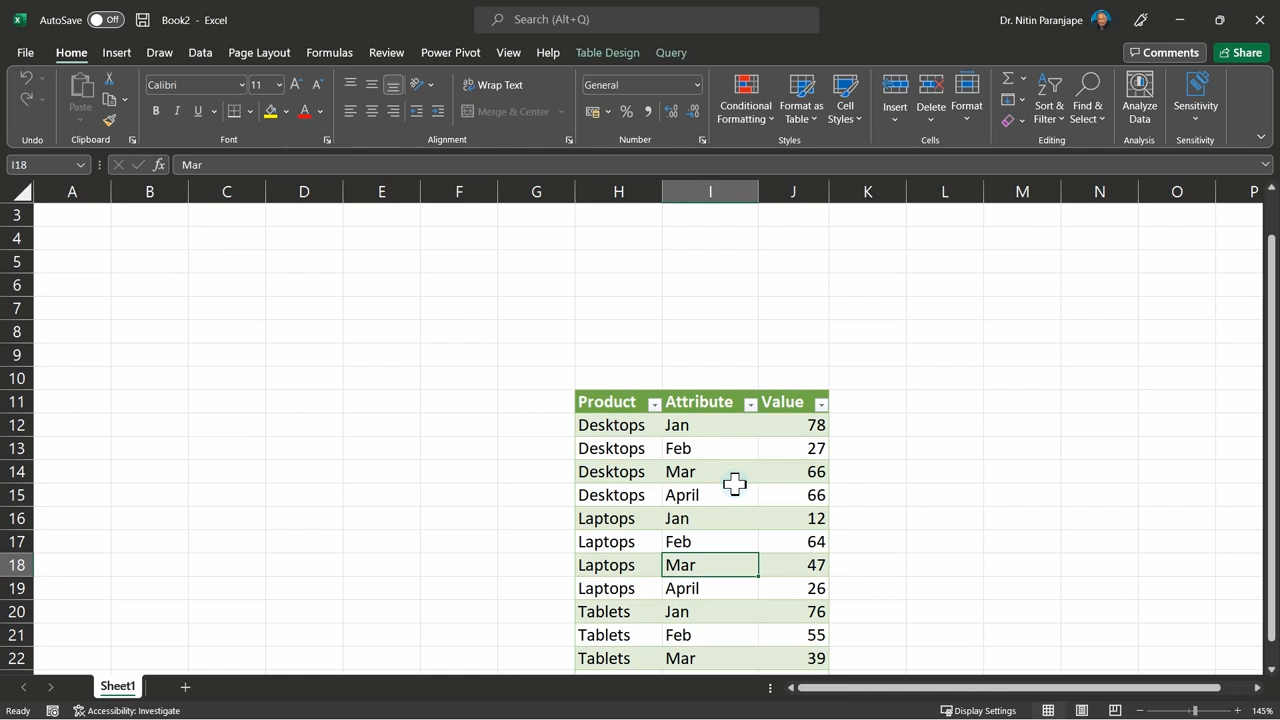 AutoSave Off Book2 - Excel Search (Alt+Q) Dr. Nitin Paranjape
File Home Insert Draw Data Page Layout Formulas Review Power Pivot View Help Table Design Query Comments Share
Paste Calibri 11 Wrap Text General Conditional Formatting Format as Table Cell Styles Insert Delete Format Sort & Filter Find & Select Analyze Data Sensitivity
Merge & Center
Undo Clipboard Font Alignment Number Styles Cells Editing Analysis Sensitivity
I18 fx Mar
A B C D E F G H I J K L M N O P
3
4
5
6
7
8
9
10
11 Product Attribute Value
12 Desktops Jan 78
13 Desktops Feb 27
14 Desktops Mar 66
15 Desktops April 66
16 Laptops Jan 12
17 Laptops Feb 64
18 Laptops Mar 47
19 Laptops April 26
20 Tablets Jan 76
21 Tablets Feb 55
22 Tablets Mar 39
Sheet1
Ready Accessibility: Investigate Display Settings 145%